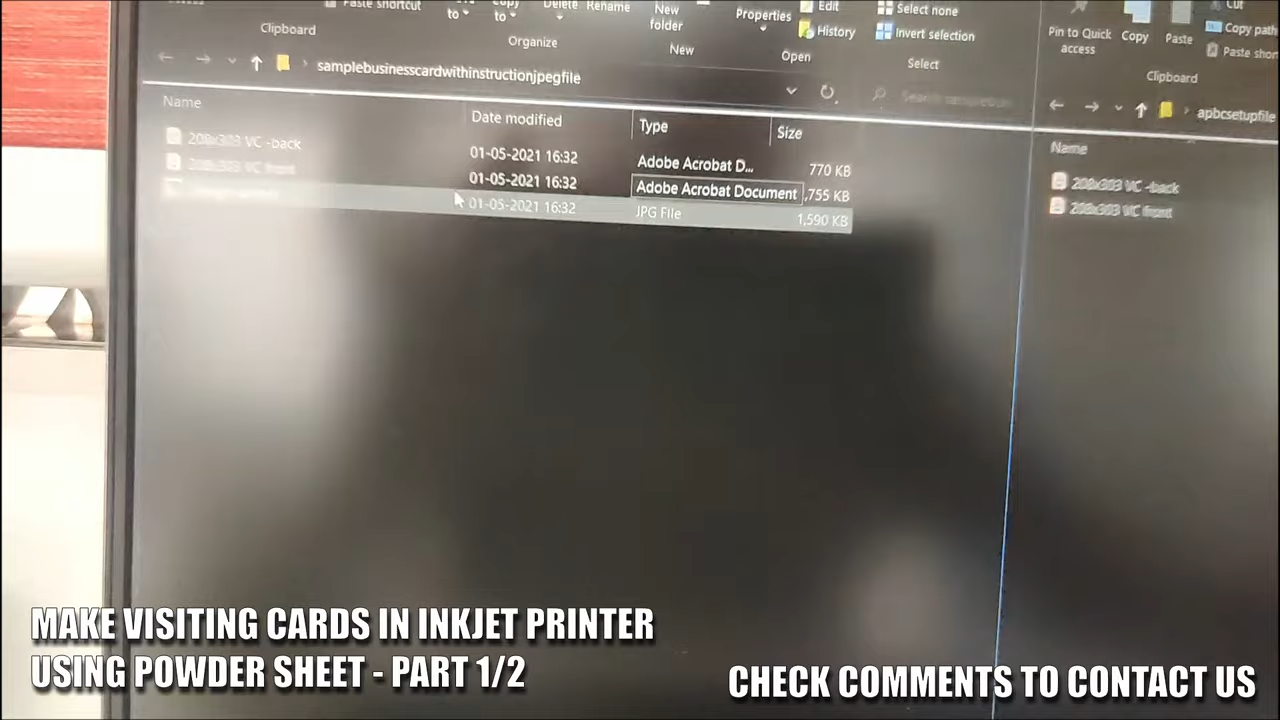 Paste shortcut
to
to
Delete
Rename
New
folder
Properties
Edit
History
Select none
Invert selection
Clipboard
Organize
New
Open
Select
Cut
Pin to Quick
access
Copy
Paste
Copy path
Clipboard
samplebusinesscardwithinstructionjpegfile
apbcsetupfile
Name
Date modified
Type
Size
208x303 VC -back
01-05-2021 16:32
Adobe Acrobat D...
770 KB
208x303 VC front
01-05-2021 16:32
Adobe Acrobat Document
,755 KB
01-05-2021 16:32
JPG File
1,590 KB
Name
208x303 VC -back
208x303 VC front
MAKE VISITING CARDS IN INKJET PRINTER
USING POWDER SHEET - PART 1/2
CHECK COMMENTS TO CONTACT US